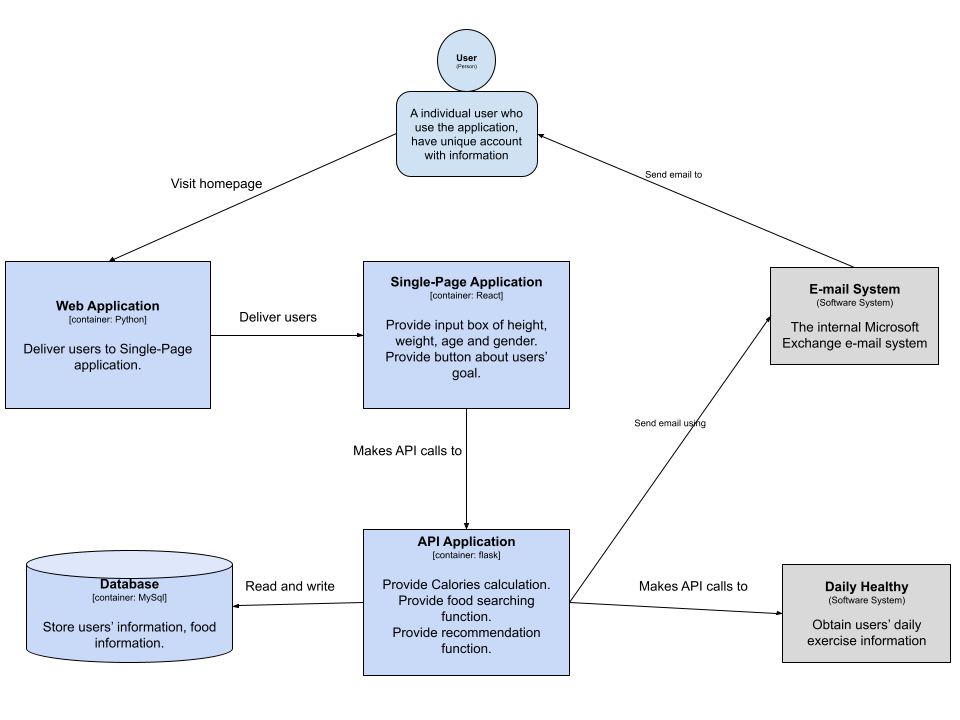 User
(Person)
A individual user who
use the application,
have unique account
with information
Visit homepage
Send email to
Web Application
[container: Python]
Deliver users to Single-Page
application.
Deliver users
Single-Page Application
[container: React]
Provide input box of height,
weight, age and gender.
Provide button about users’
goal.
E-mail System
(Software System)
The internal Microsoft
Exchange e-mail system
Makes API calls to
Send email using
Database
[container: MySql]
Store users’ information, food
information.
Read and write
API Application
[container: flask]
Provide Calories calculation.
Provide food searching
function.
Provide recommendation
function.
Makes API calls to
Daily Healthy
(Software System)
Obtain users’ daily
exercise information